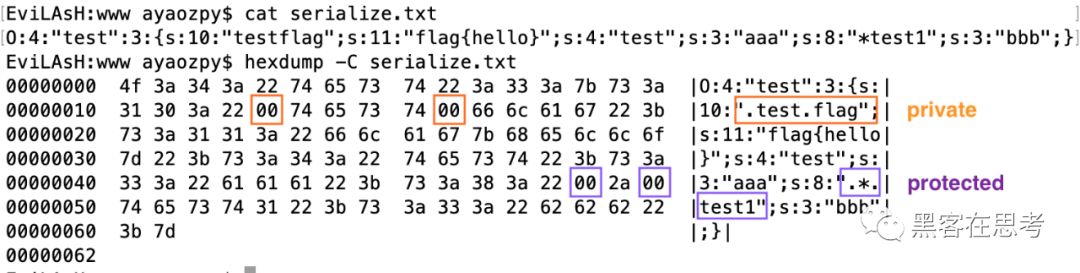 [EviLAsH:www ayaozpy$ cat serialize.txt ]
[O:4:"test":3:{s:10:"testflag";s:11:"flag{hello}";s:4:"test";s:3:"aaa";s:8:"*test1";s:3:"bbb";}]
EviLAsH:www ayaozpy$ hexdump -C serialize.txt
00000000 4f 3a 34 3a 22 74 65 73 74 22 3a 33 3a 7b 73 3a |O:4:"test":3:{s:|
00000010 31 30 3a 22 00 74 65 73 74 00 66 6c 61 67 22 3b |10:".test.flag";| private
00000020 73 3a 31 31 3a 22 66 6c 61 67 7b 68 65 6c 6c 6f |s:11:"flag{hello|
00000030 7d 22 3b 73 3a 34 3a 22 74 65 73 74 22 3b 73 3a |}";s:4:"test";s:|
00000040 33 3a 22 61 61 61 22 3b 73 3a 38 3a 22 00 2a 00 |3:"aaa";s:8:".*.| protected
00000050 74 65 73 74 31 22 3b 73 3a 33 3a 22 62 62 62 22 |test1";s:3:"bbb"|
00000060 3b 7d |;}|
00000062
黑客在思考